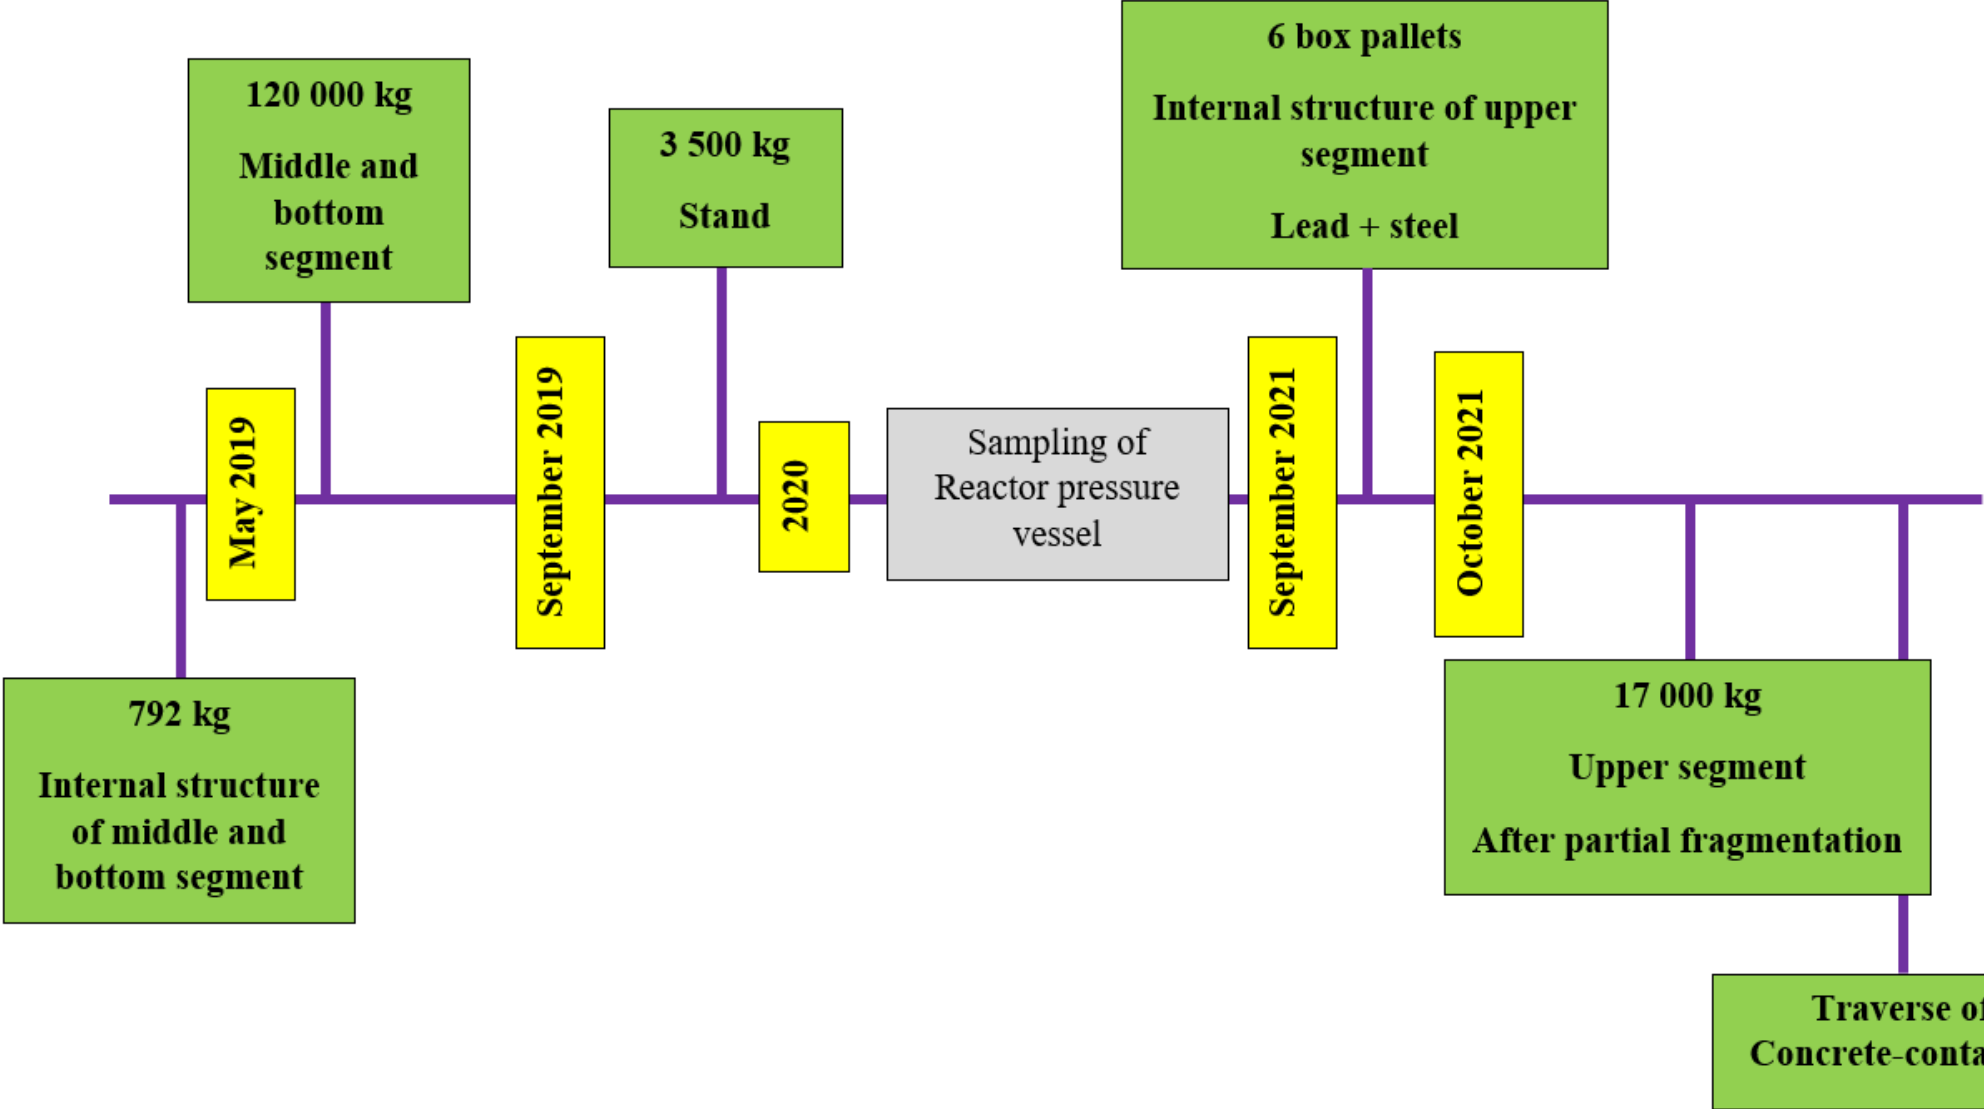 120 000 kg
Middle and
bottom
segment
3 500 kg
Stand
6 box pallets
Internal structure of upper
segment
Lead + steel
May 2019
September 2019
2020
Sampling of
Reactor pressure
vessel
September 2021
October 2021
792 kg
Internal structure
of middle and
bottom segment
17 000 kg
Upper segment
After partial fragmentation
Traverse of
Concrete-conta